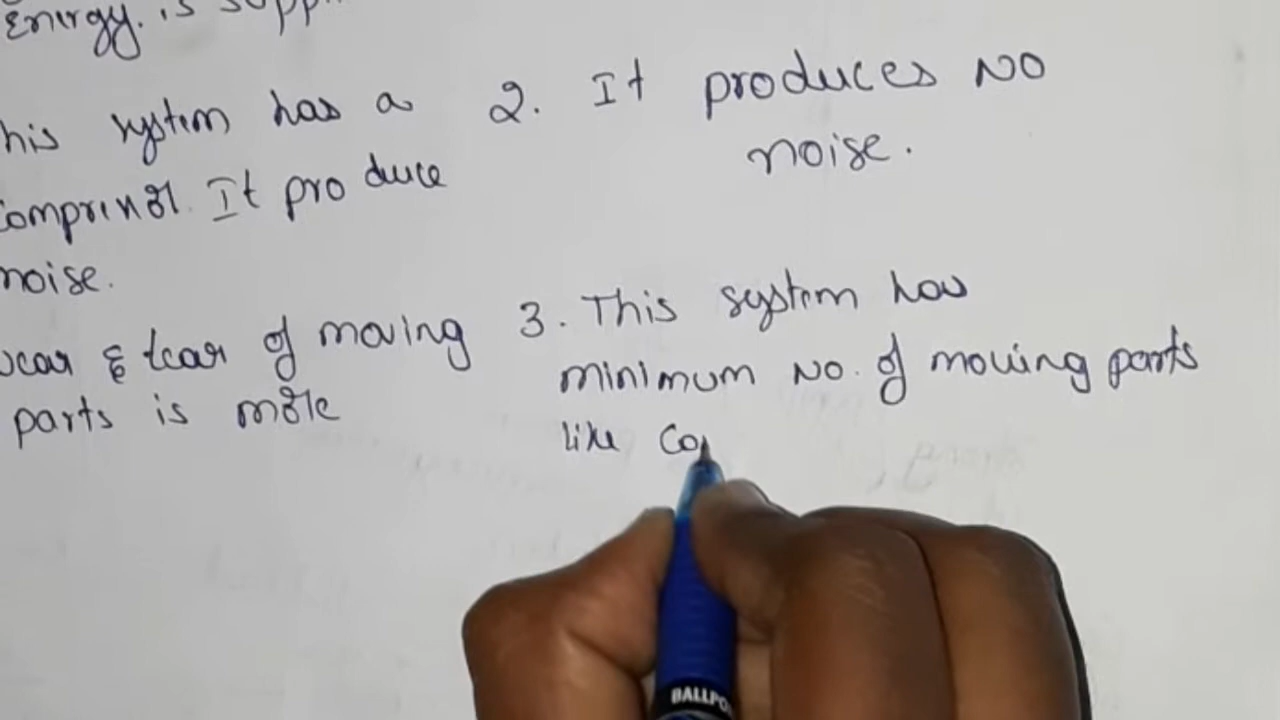 Energy. is supp
his system has a
comprenor. It produce
noise.
wear & tear of moving
parts is more
2. It produces No
noise.
3. This system has
minimum No. of moving parts
like Co
BALLPO